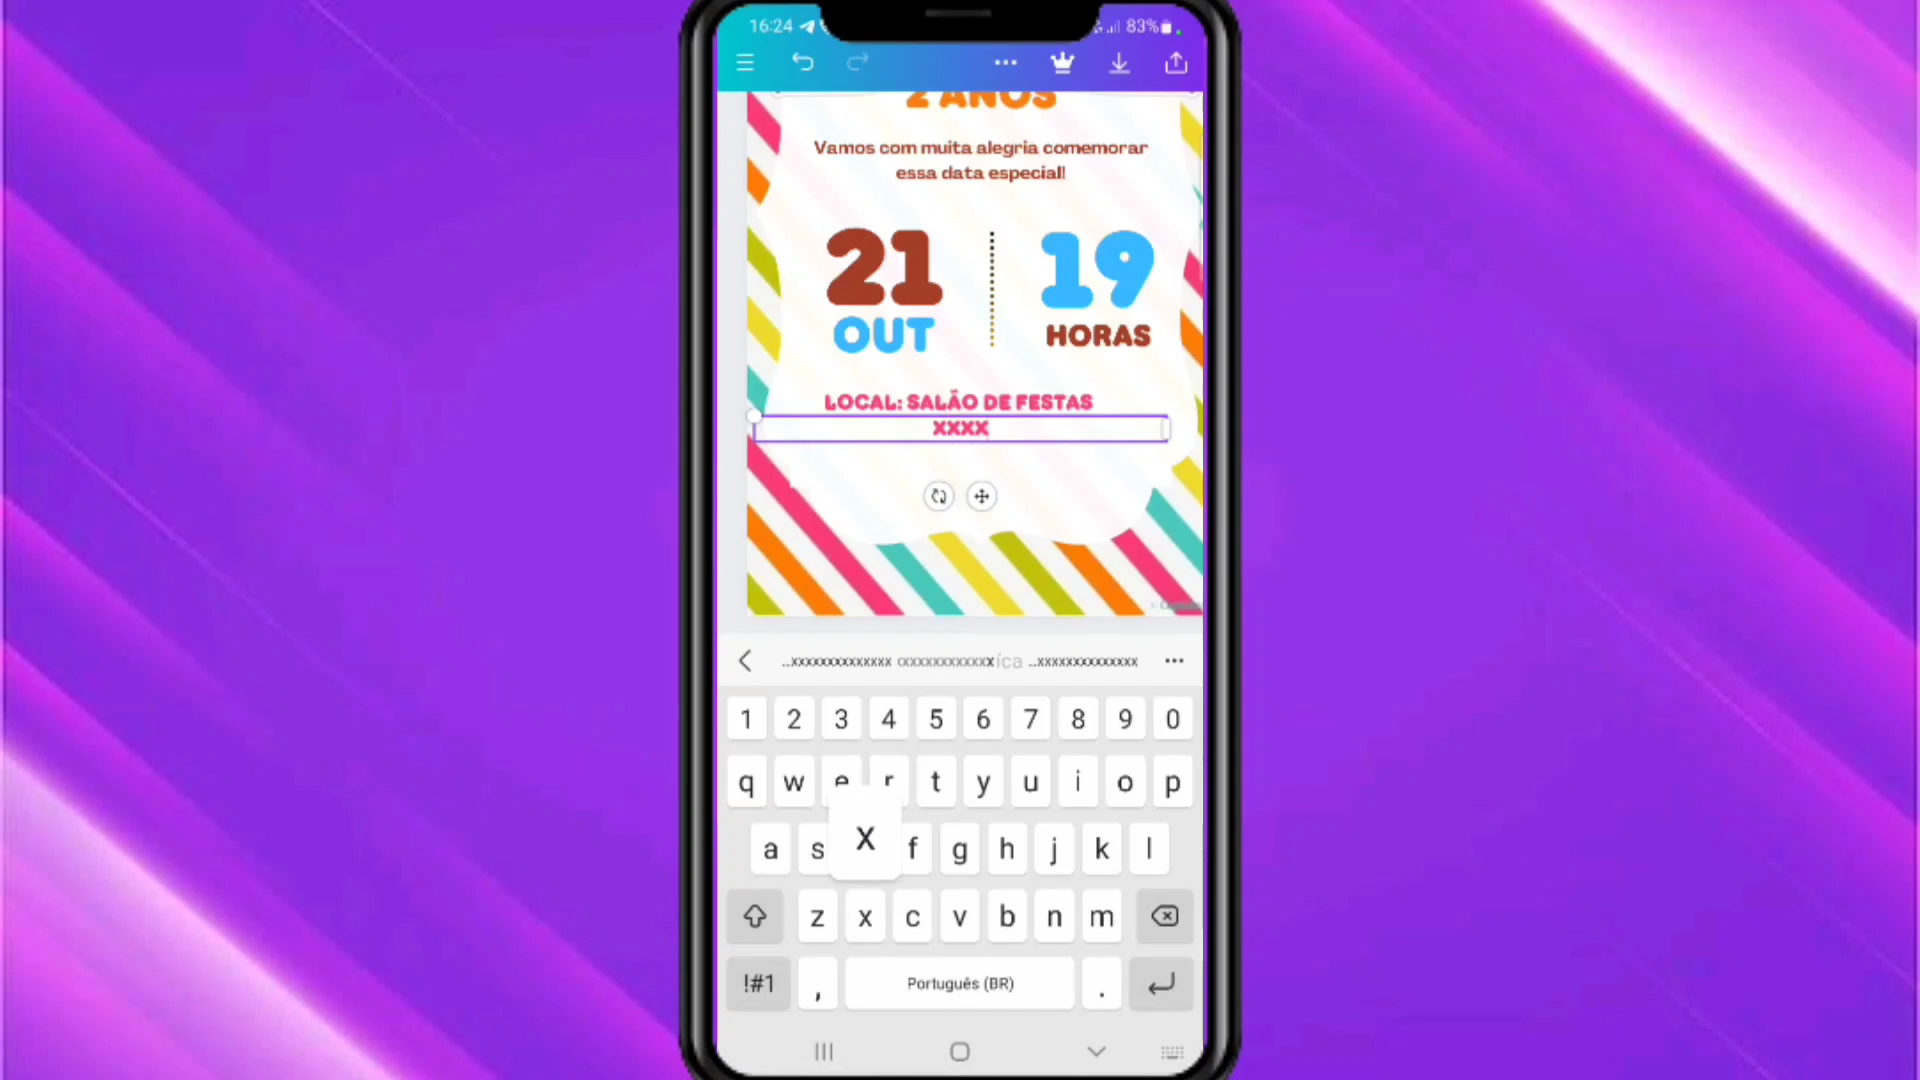 16:24
83%
2 ANOS
Vamos com muita alegria comemorar
essa data especial!
21
OUT
19
HORAS
LOCAL: SALÃO DE FESTAS
XXXX
1 2 3 4 5 6 7 8 9 0
q w e r t y u i o p
x
a s f g h j k l
z x c v b n m
!#1 , Português (BR) .